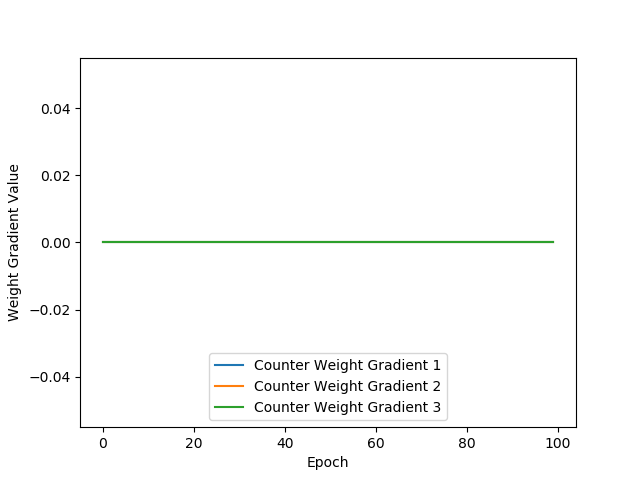 0.04
0.02
0.00
−0.02
−0.04
Weight Gradient Value
Counter Weight Gradient 1
Counter Weight Gradient 2
Counter Weight Gradient 3
0 20 40 60 80 100
Epoch